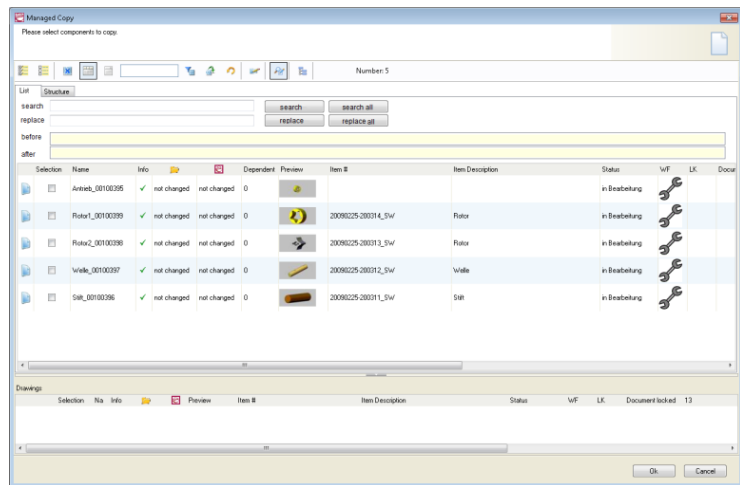 Managed Copy
Please select components to copy.
Number: 5
List Structure
search search search all
replace replace replace all
before
after
Selection Name Info Dependent Preview Item # Item Description Status WF LK Docur
Antrieb_00100395 not changed not changed 0 in Bearbeitung
Rotor1_00100399 not changed not changed 0 20090225-200314_SW Rotor in Bearbeitung
Rotor2_00100398 not changed not changed 0 20090225-200313_SW Rotor in Bearbeitung
Welle_00100397 not changed not changed 0 20090225-200312_SW Welle in Bearbeitung
Stift_00100396 not changed not changed 0 20090225-200311_SW Stift in Bearbeitung
Drawings
Selection Na Info Preview Item # Item Description Status WF LK Document locked 13
Ok Cancel